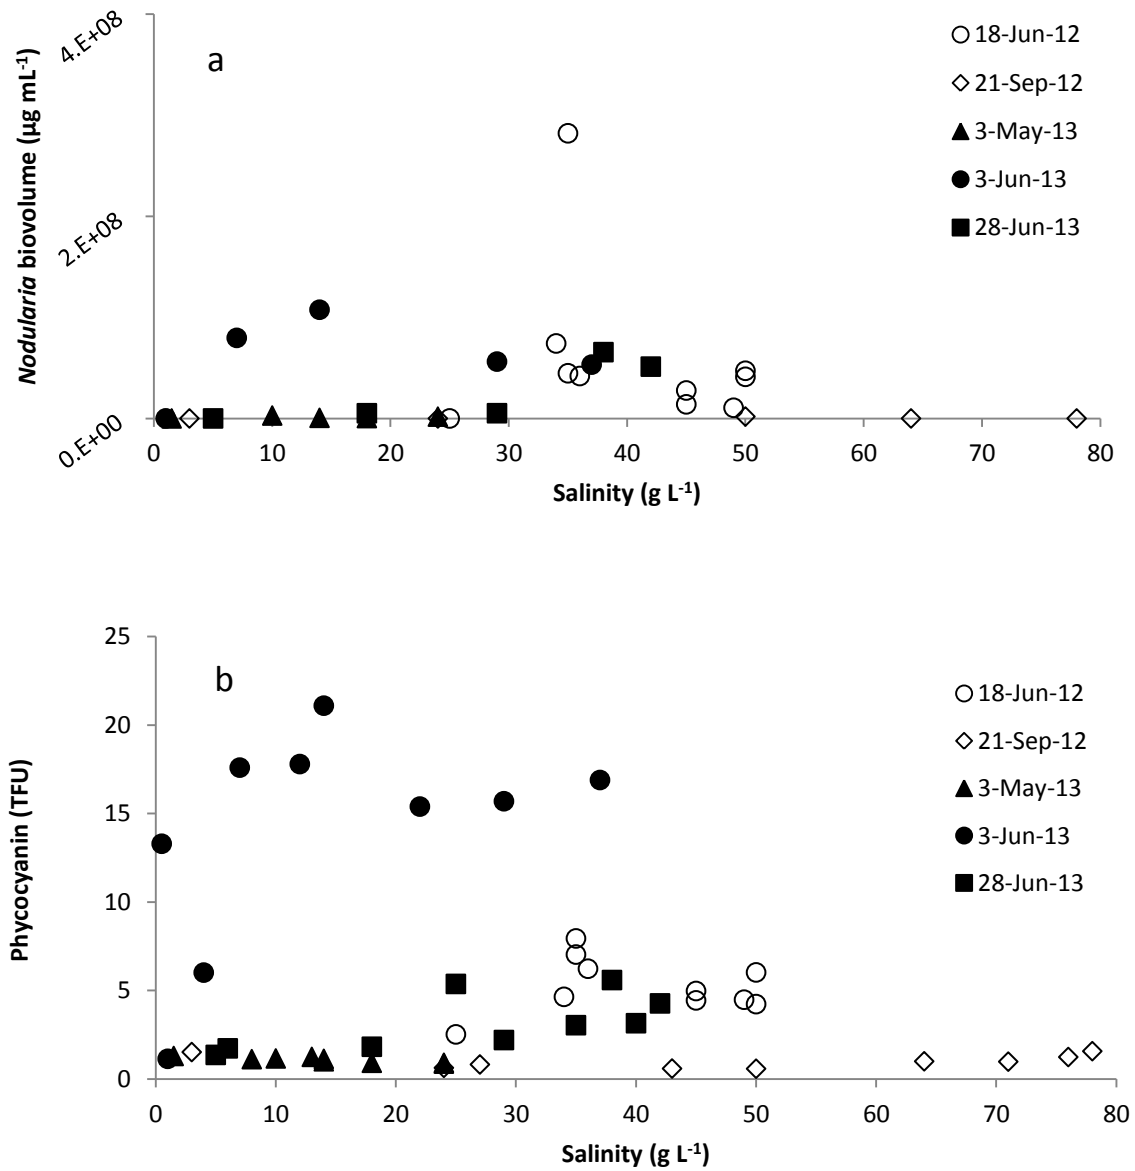 4.E+08
a
2.E+08
0.E+00
Nodularia biovolume (µg mL-1)
0 10 20 30 40 50 60 70 80
Salinity (g L-1)
18-Jun-12
21-Sep-12
3-May-13
3-Jun-13
28-Jun-13
25
b
20
15
10
5
0
Phycocyanin (TFU)
0 10 20 30 40 50 60 70 80
Salinity (g L-1)
18-Jun-12
21-Sep-12
3-May-13
3-Jun-13
28-Jun-13